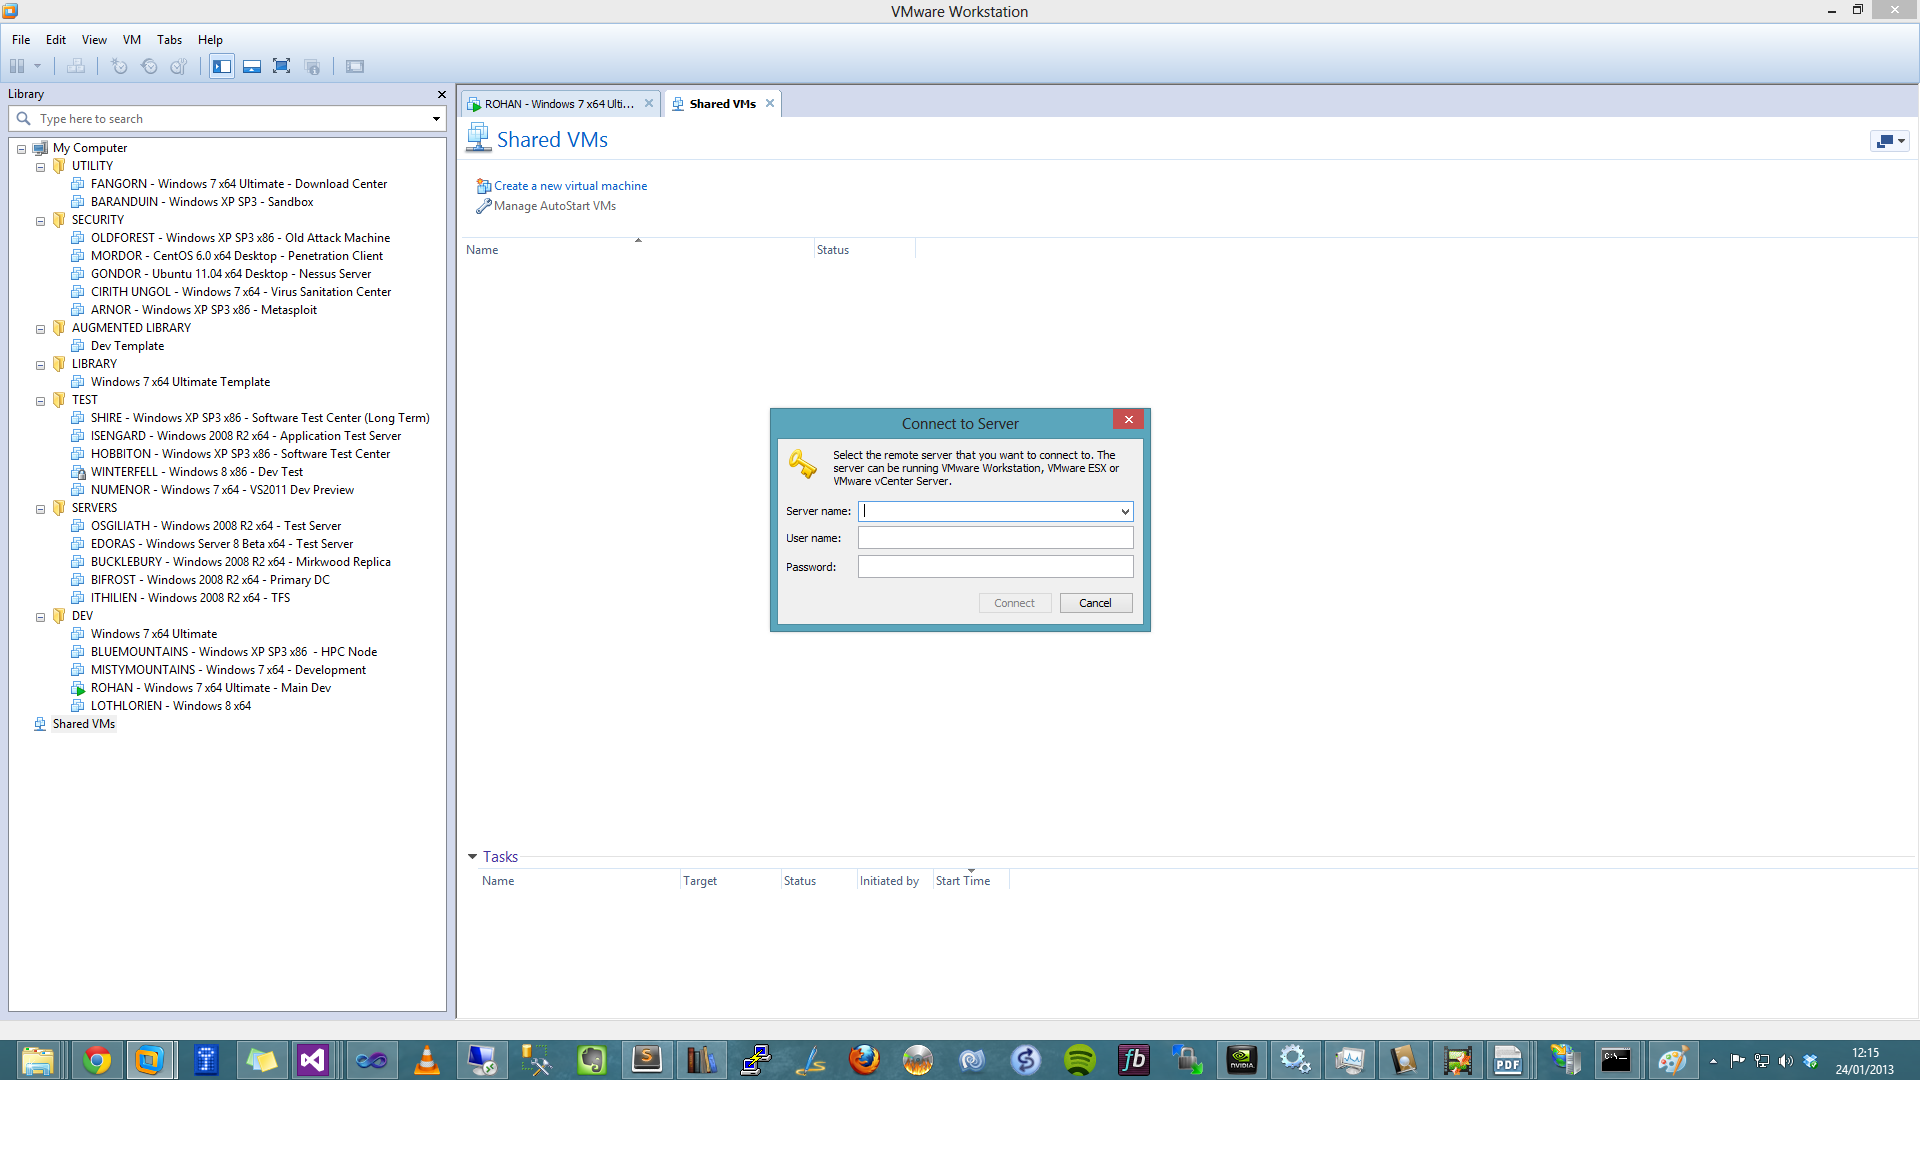 VMware Workstation
File Edit View VM Tabs Help
Library
Type here to search
My Computer
UTILITY
FANGORN - Windows 7 x64 Ultimate - Download Center
BARANDUIN - Windows XP SP3 - Sandbox
SECURITY
OLDFOREST - Windows XP SP3 x86 - Old Attack Machine
MORDOR - CentOS 6.0 x64 Desktop - Penetration Client
GONDOR - Ubuntu 11.04 x64 Desktop - Nessus Server
CIRITH UNGOL - Windows 7 x64 - Virus Sanitation Center
ARNOR - Windows XP SP3 x86 - Metasploit
AUGMENTED LIBRARY
Dev Template
LIBRARY
Windows 7 x64 Ultimate Template
TEST
SHIRE - Windows XP SP3 x86 - Software Test Center (Long Term)
ISENGARD - Windows 2008 R2 x64 - Application Test Server
HOBBITON - Windows XP SP3 x86 - Software Test Center
WINTERFELL - Windows 8 x86 - Dev Test
NUMENOR - Windows 7 x64 - VS2011 Dev Preview
SERVERS
OSGILIATH - Windows 2008 R2 x64 - Test Server
EDORAS - Windows Server 8 Beta x64 - Test Server
BUCKLEBURY - Windows 2008 R2 x64 - Mirkwood Replica
BIFROST - Windows 2008 R2 x64 - Primary DC
ITHILIEN - Windows 2008 R2 x64 - TFS
DEV
Windows 7 x64 Ultimate
BLUEMOUNTAINS - Windows XP SP3 x86 - HPC Node
MISTYMOUNTAINS - Windows 7 x64 - Development
ROHAN - Windows 7 x64 Ultimate - Main Dev
LOTHLORIEN - Windows 8 x64
Shared VMs
ROHAN - Windows 7 x64 Ulti... Shared VMs
Shared VMs
Create a new virtual machine
Manage AutoStart VMs
Name Status
Connect to Server
Select the remote server that you want to connect to. The
server can be running VMware Workstation, VMware ESX or
VMware vCenter Server.
Server name:
User name:
Password:
Connect Cancel
Tasks
Name Target Status Initiated by Start Time
NVIDIA
PDF
C:\_
fb
12:15
24/01/2013